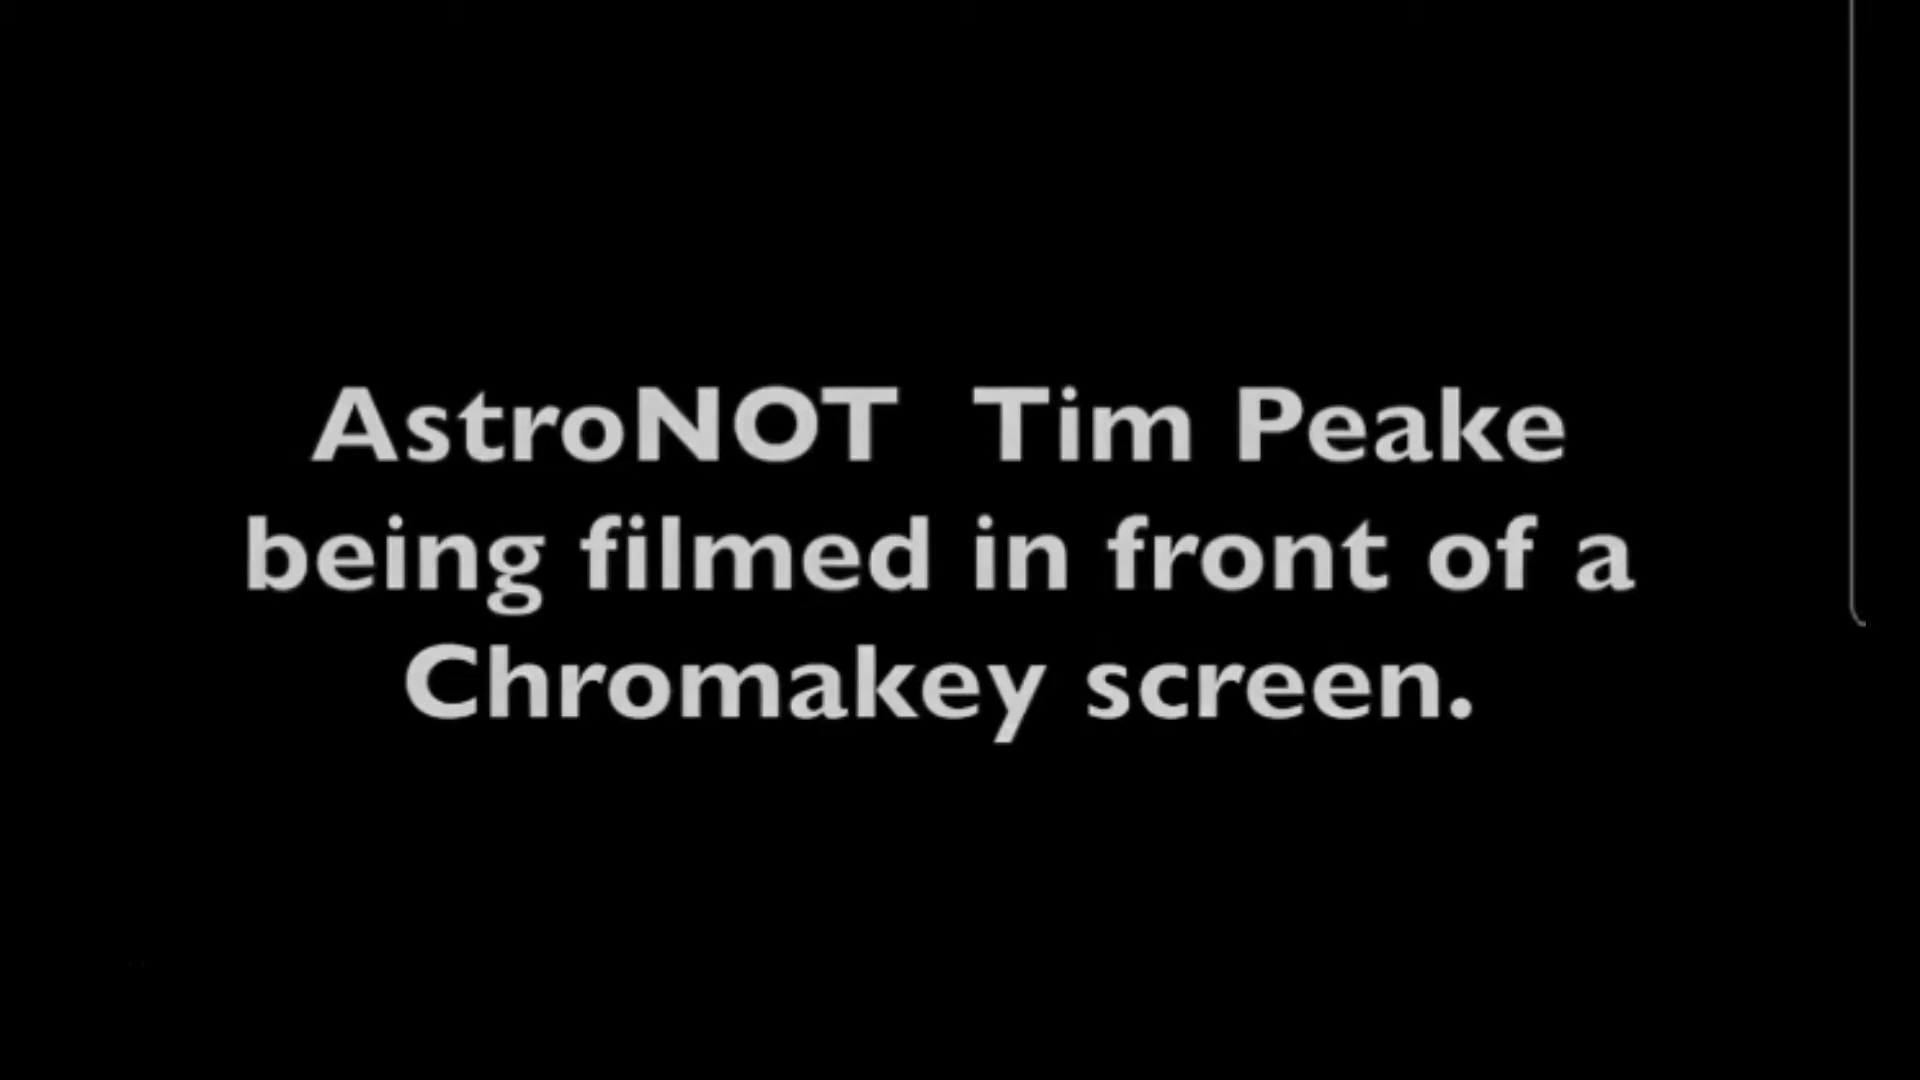 AstroNOT Tim Peake
being filmed in front of a
Chromakey screen.